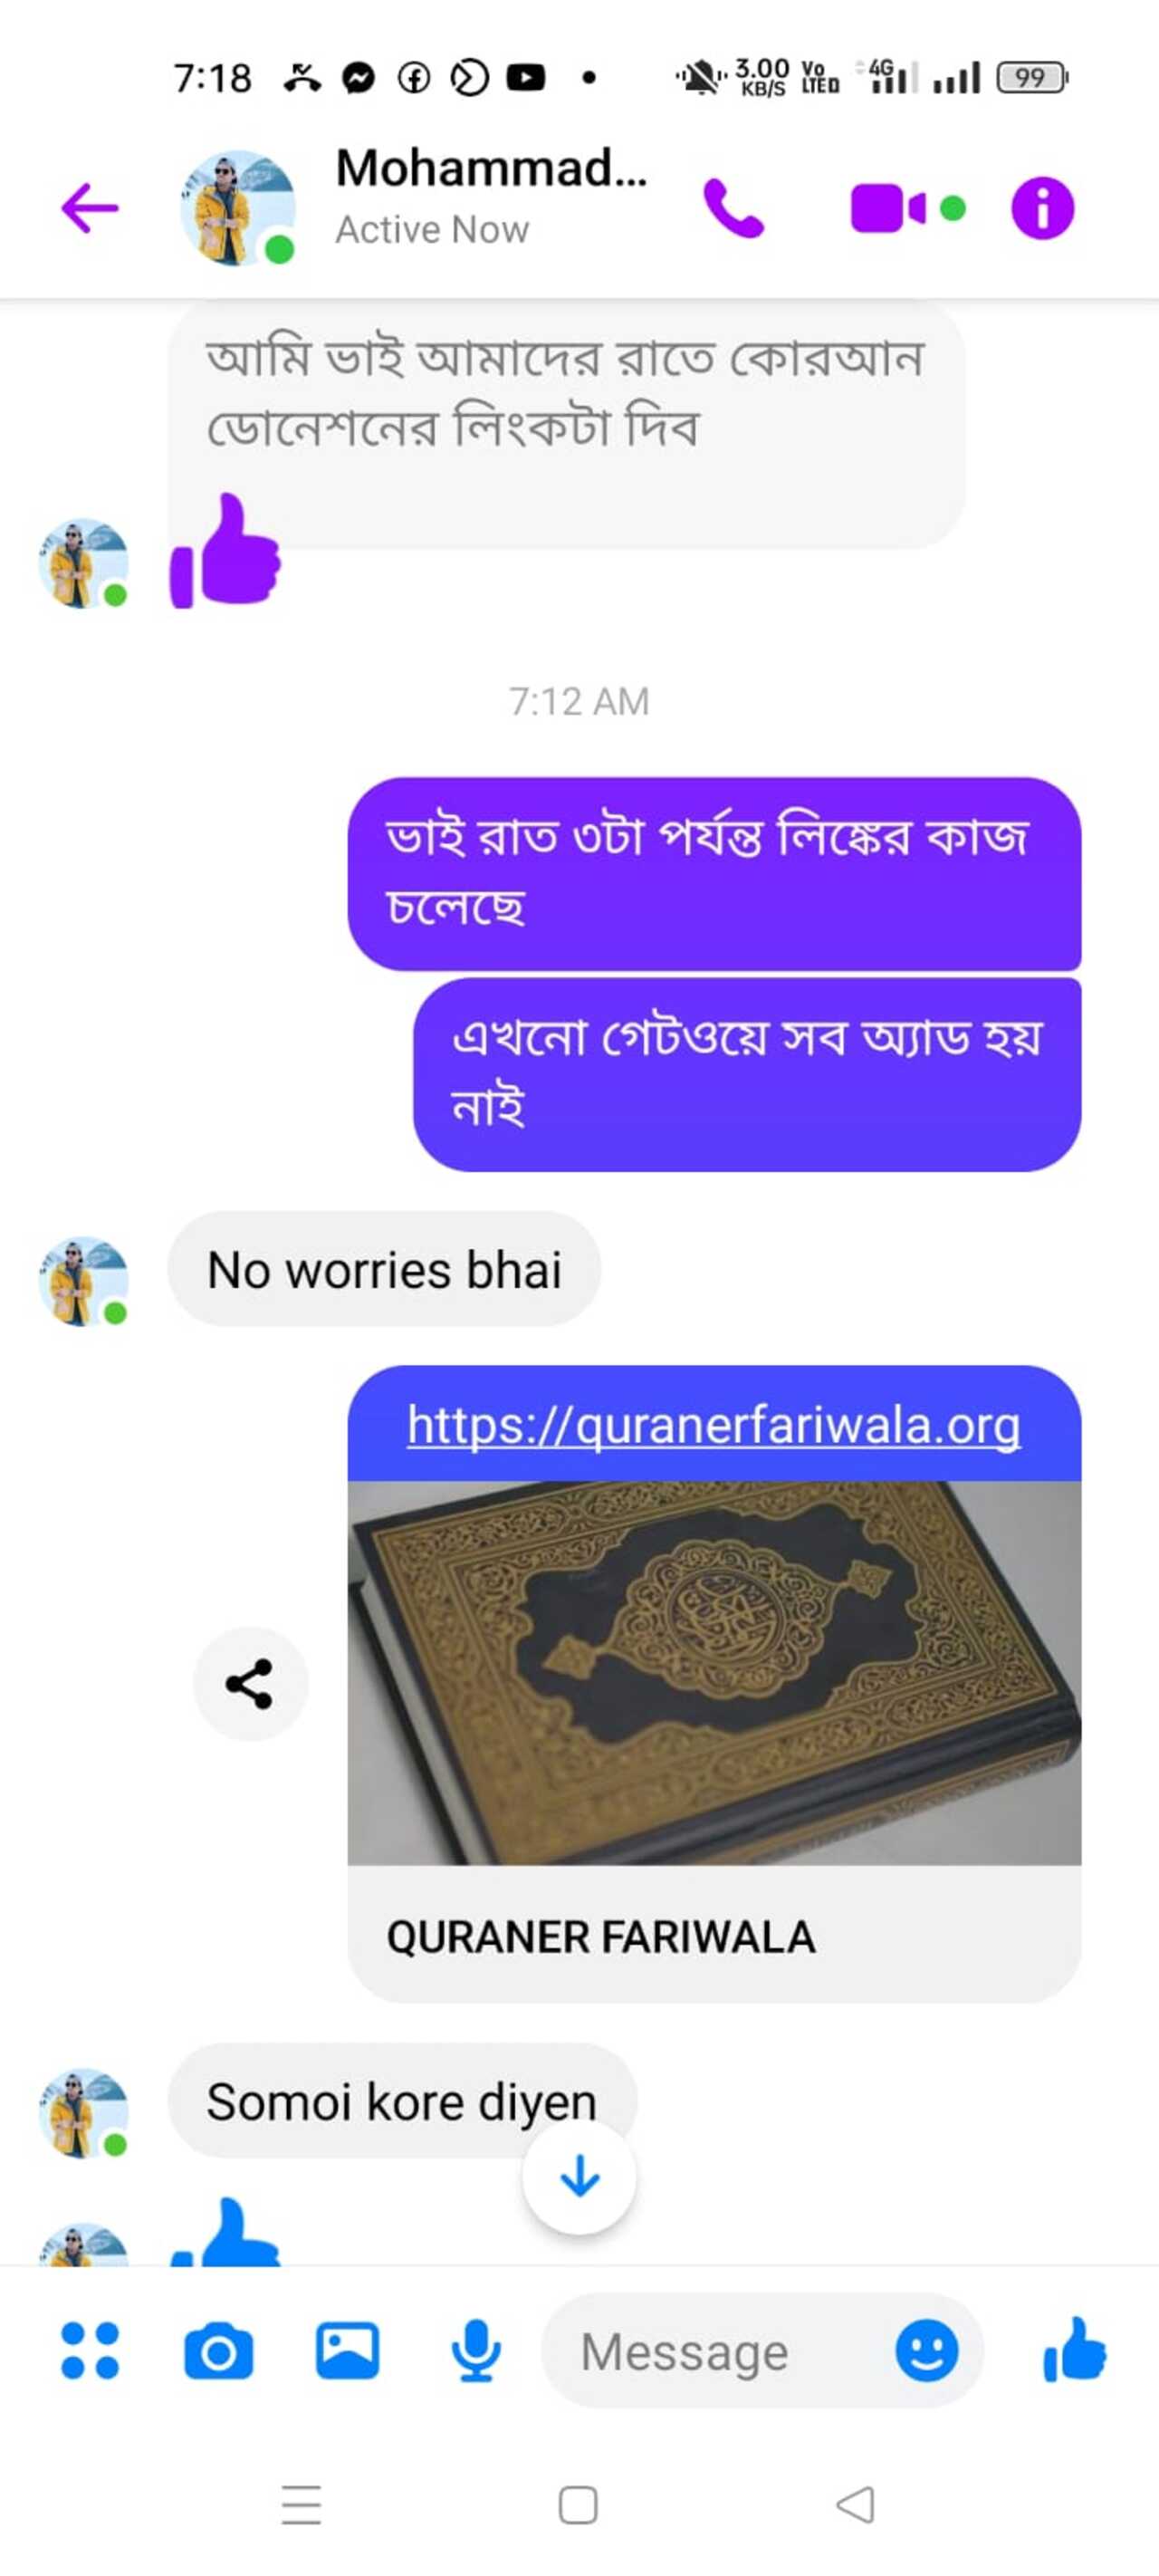 7:18
3.00 KB/S
Vo LTED
4G
99
Mohammad...
Active Now
আমি ভাই আমাদের রাতে কোরআন
ডোনেশনের লিংকটা দিব
7:12 AM
ভাই রাত ৩টা পর্যন্ত লিঙ্কের কাজ
চলেছে
এখনো গেটওয়ে সব অ্যাড হয়
নাই
No worries bhai
https://quranerfariwala.org
QURANER FARIWALA
Somoi kore diyen
Message